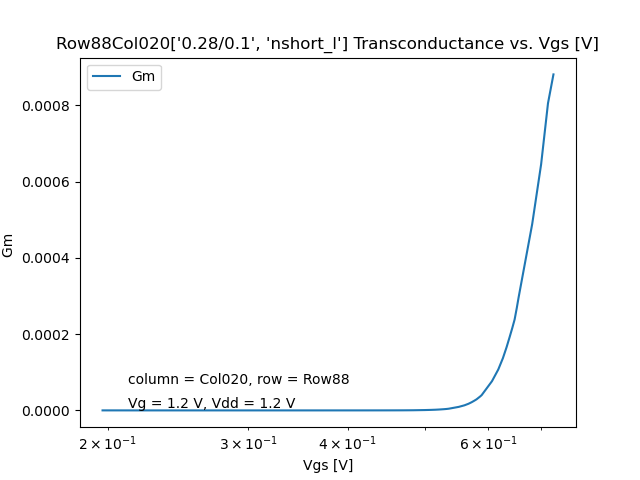 Row88Col020['0.28/0.1', 'nshort_l'] Transconductance vs. Vgs [V]
Gm
0.0008
0.0006
0.0004
0.0002
0.0000
Gm
column = Col020, row = Row88
Vg = 1.2 V, Vdd = 1.2 V
2 × 10⁻¹ 3 × 10⁻¹ 4 × 10⁻¹ 6 × 10⁻¹
Vgs [V]